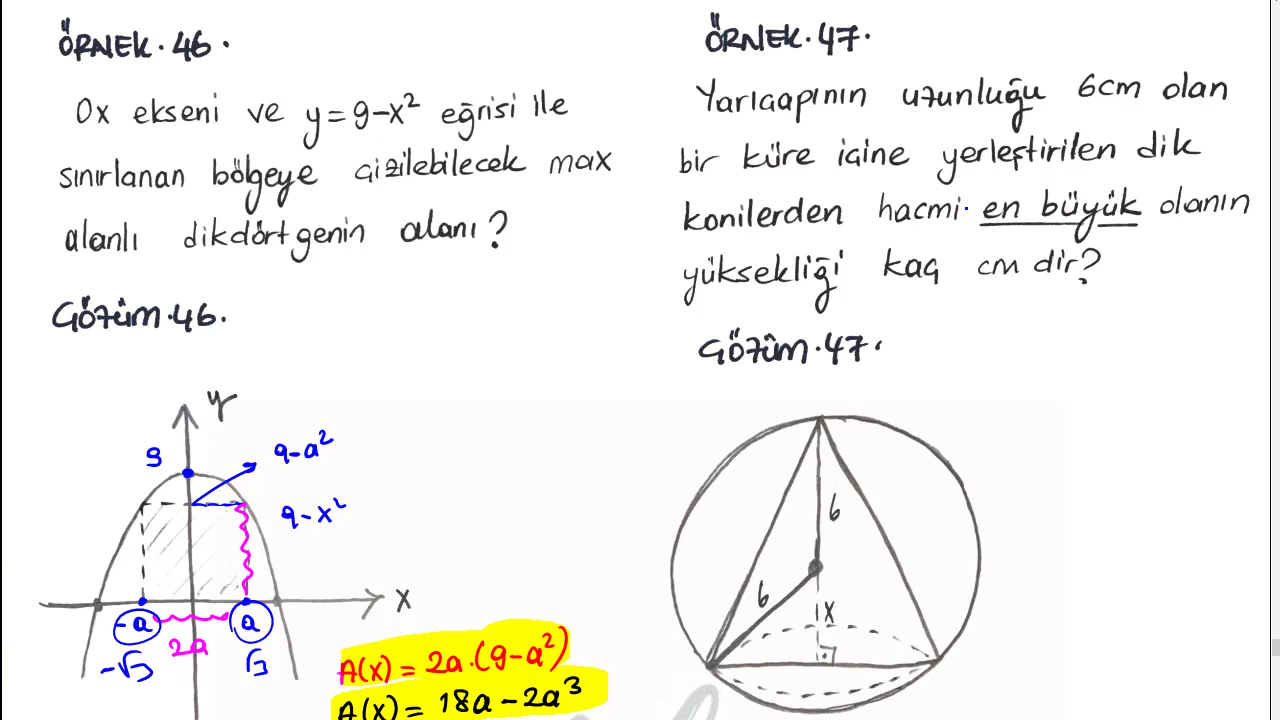 ÖRNEK.46.
Ox ekseni ve y=9-x² eğrisi ile
sınırlanan bölgeye çizilebilecek max
alanlı dikdörtgenin alanı?
ÇÖZÜM.46.
y
9
9-a²
9-x²
x
-a
a
2a
-√3
√3
A(x) = 2a.(9-a²)
A(x) = 18a-2a³
ÖRNEK.47.
Yarıçapının uzunluğu 6cm olan
bir küre içine yerleştirilen dik
konilerden hacmi en büyük olanın
yüksekliği kaç cm dir?
ÇÖZÜM.47.
6
6
x